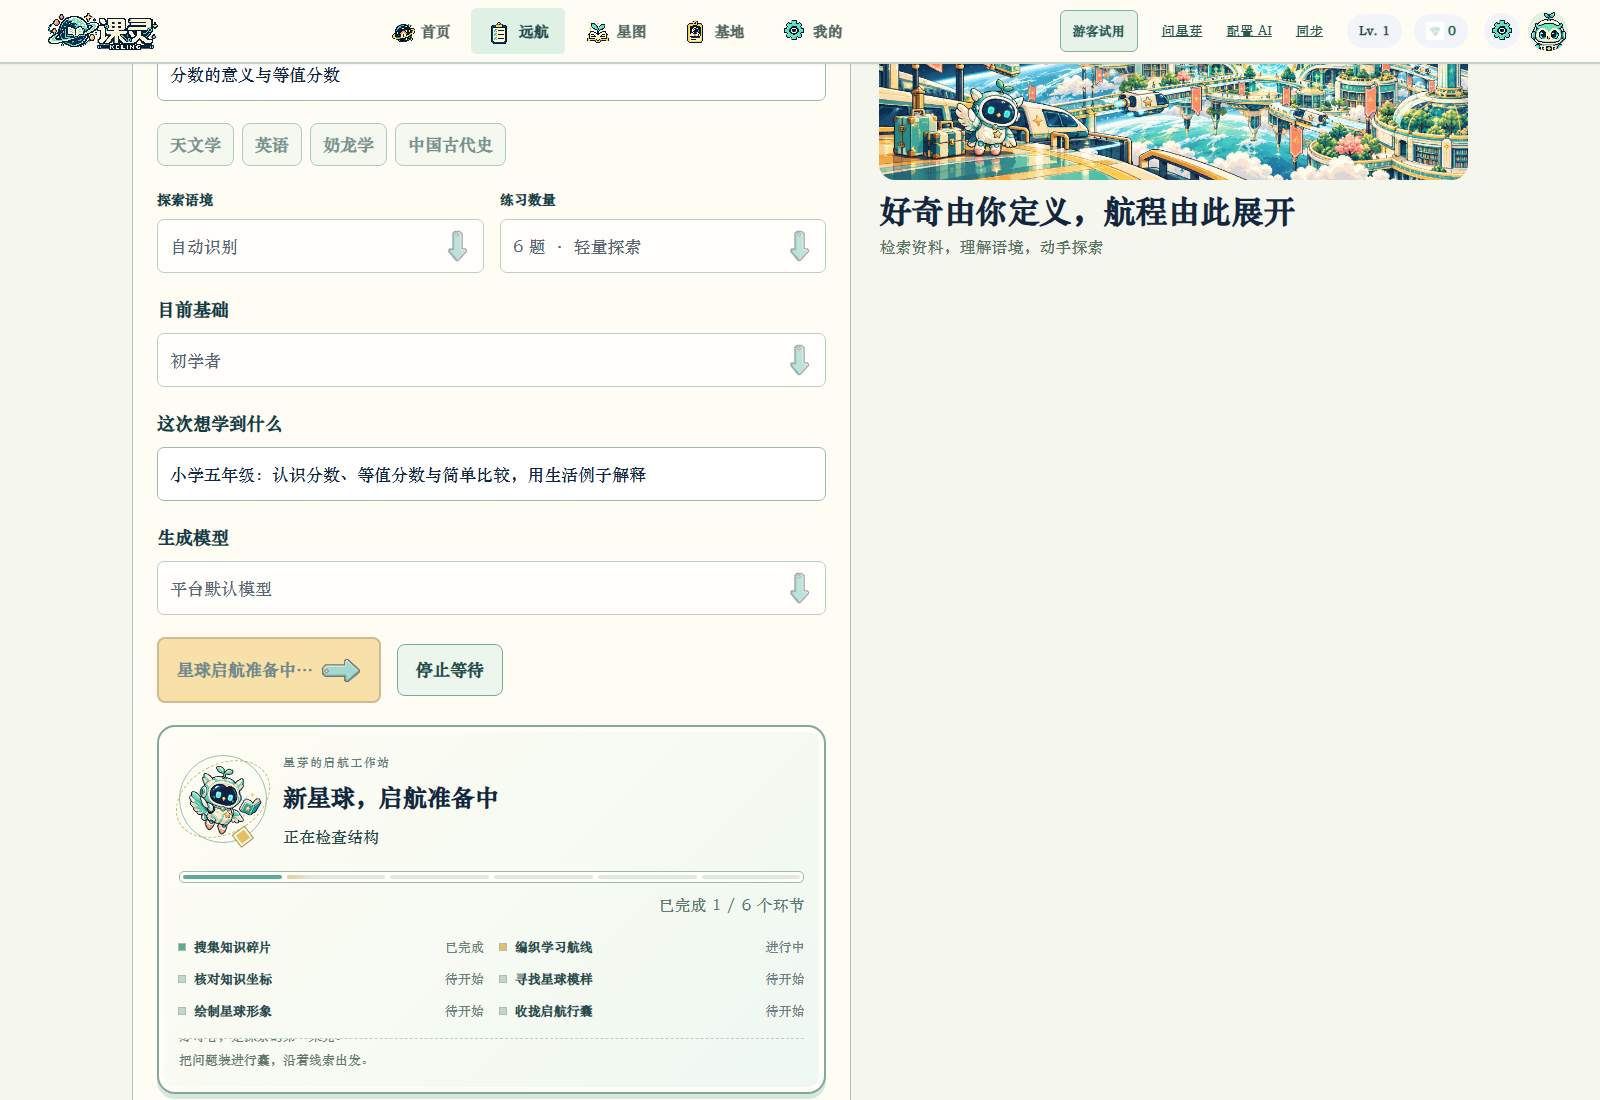 课灵
KELING
首页
远航
星图
基地
我的
游客试用
问星芽
配置 AI
同步
Lv. 1
0
分数的意义与等值分数
天文学
英语
奶龙学
中国古代史
探索语境
练习数量
自动识别
6 题 · 轻量探索
目前基础
初学者
这次想学到什么
小学五年级：认识分数、等值分数与简单比较，用生活例子解释
生成模型
平台默认模型
星球启航准备中…
停止等待
星芽的启航工作站
新星球，启航准备中
正在检查结构
已完成 1 / 6 个环节
搜集知识碎片 已完成
编织学习航线 进行中
核对知识坐标 待开始
寻找星球模样 待开始
绘制星球形象 待开始
收拢启航行囊 待开始
把问题装进行囊，沿着线索出发。
好奇由你定义，航程由此展开
检索资料，理解语境，动手探索